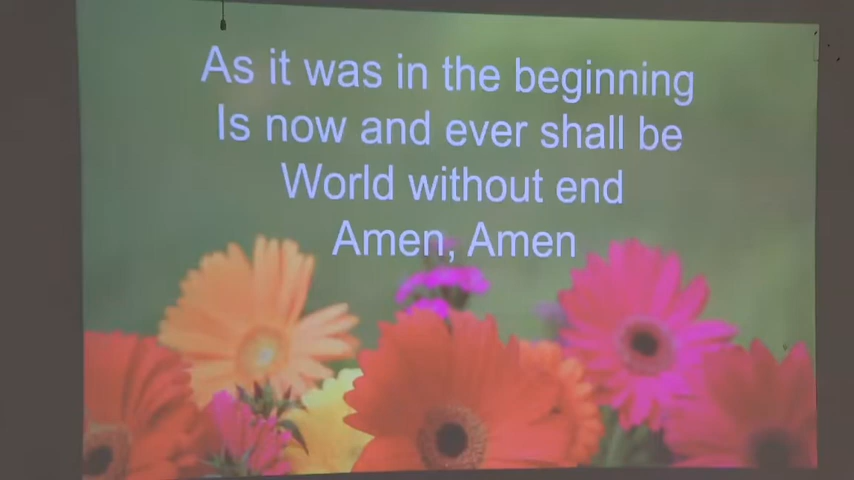 As it was in the beginning
Is now and ever shall be
World without end
Amen, Amen